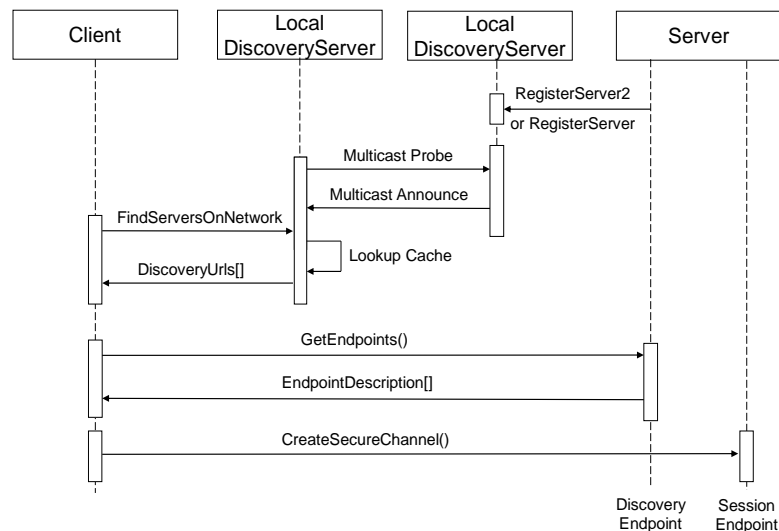 Client
Local
DiscoveryServer
Local
DiscoveryServer
Server
RegisterServer2
or RegisterServer
Multicast Probe
Multicast Announce
FindServersOnNetwork
Lookup Cache
DiscoveryUrls[]
GetEndpoints()
EndpointDescription[]
CreateSecureChannel()
Discovery
Endpoint
Session
Endpoint